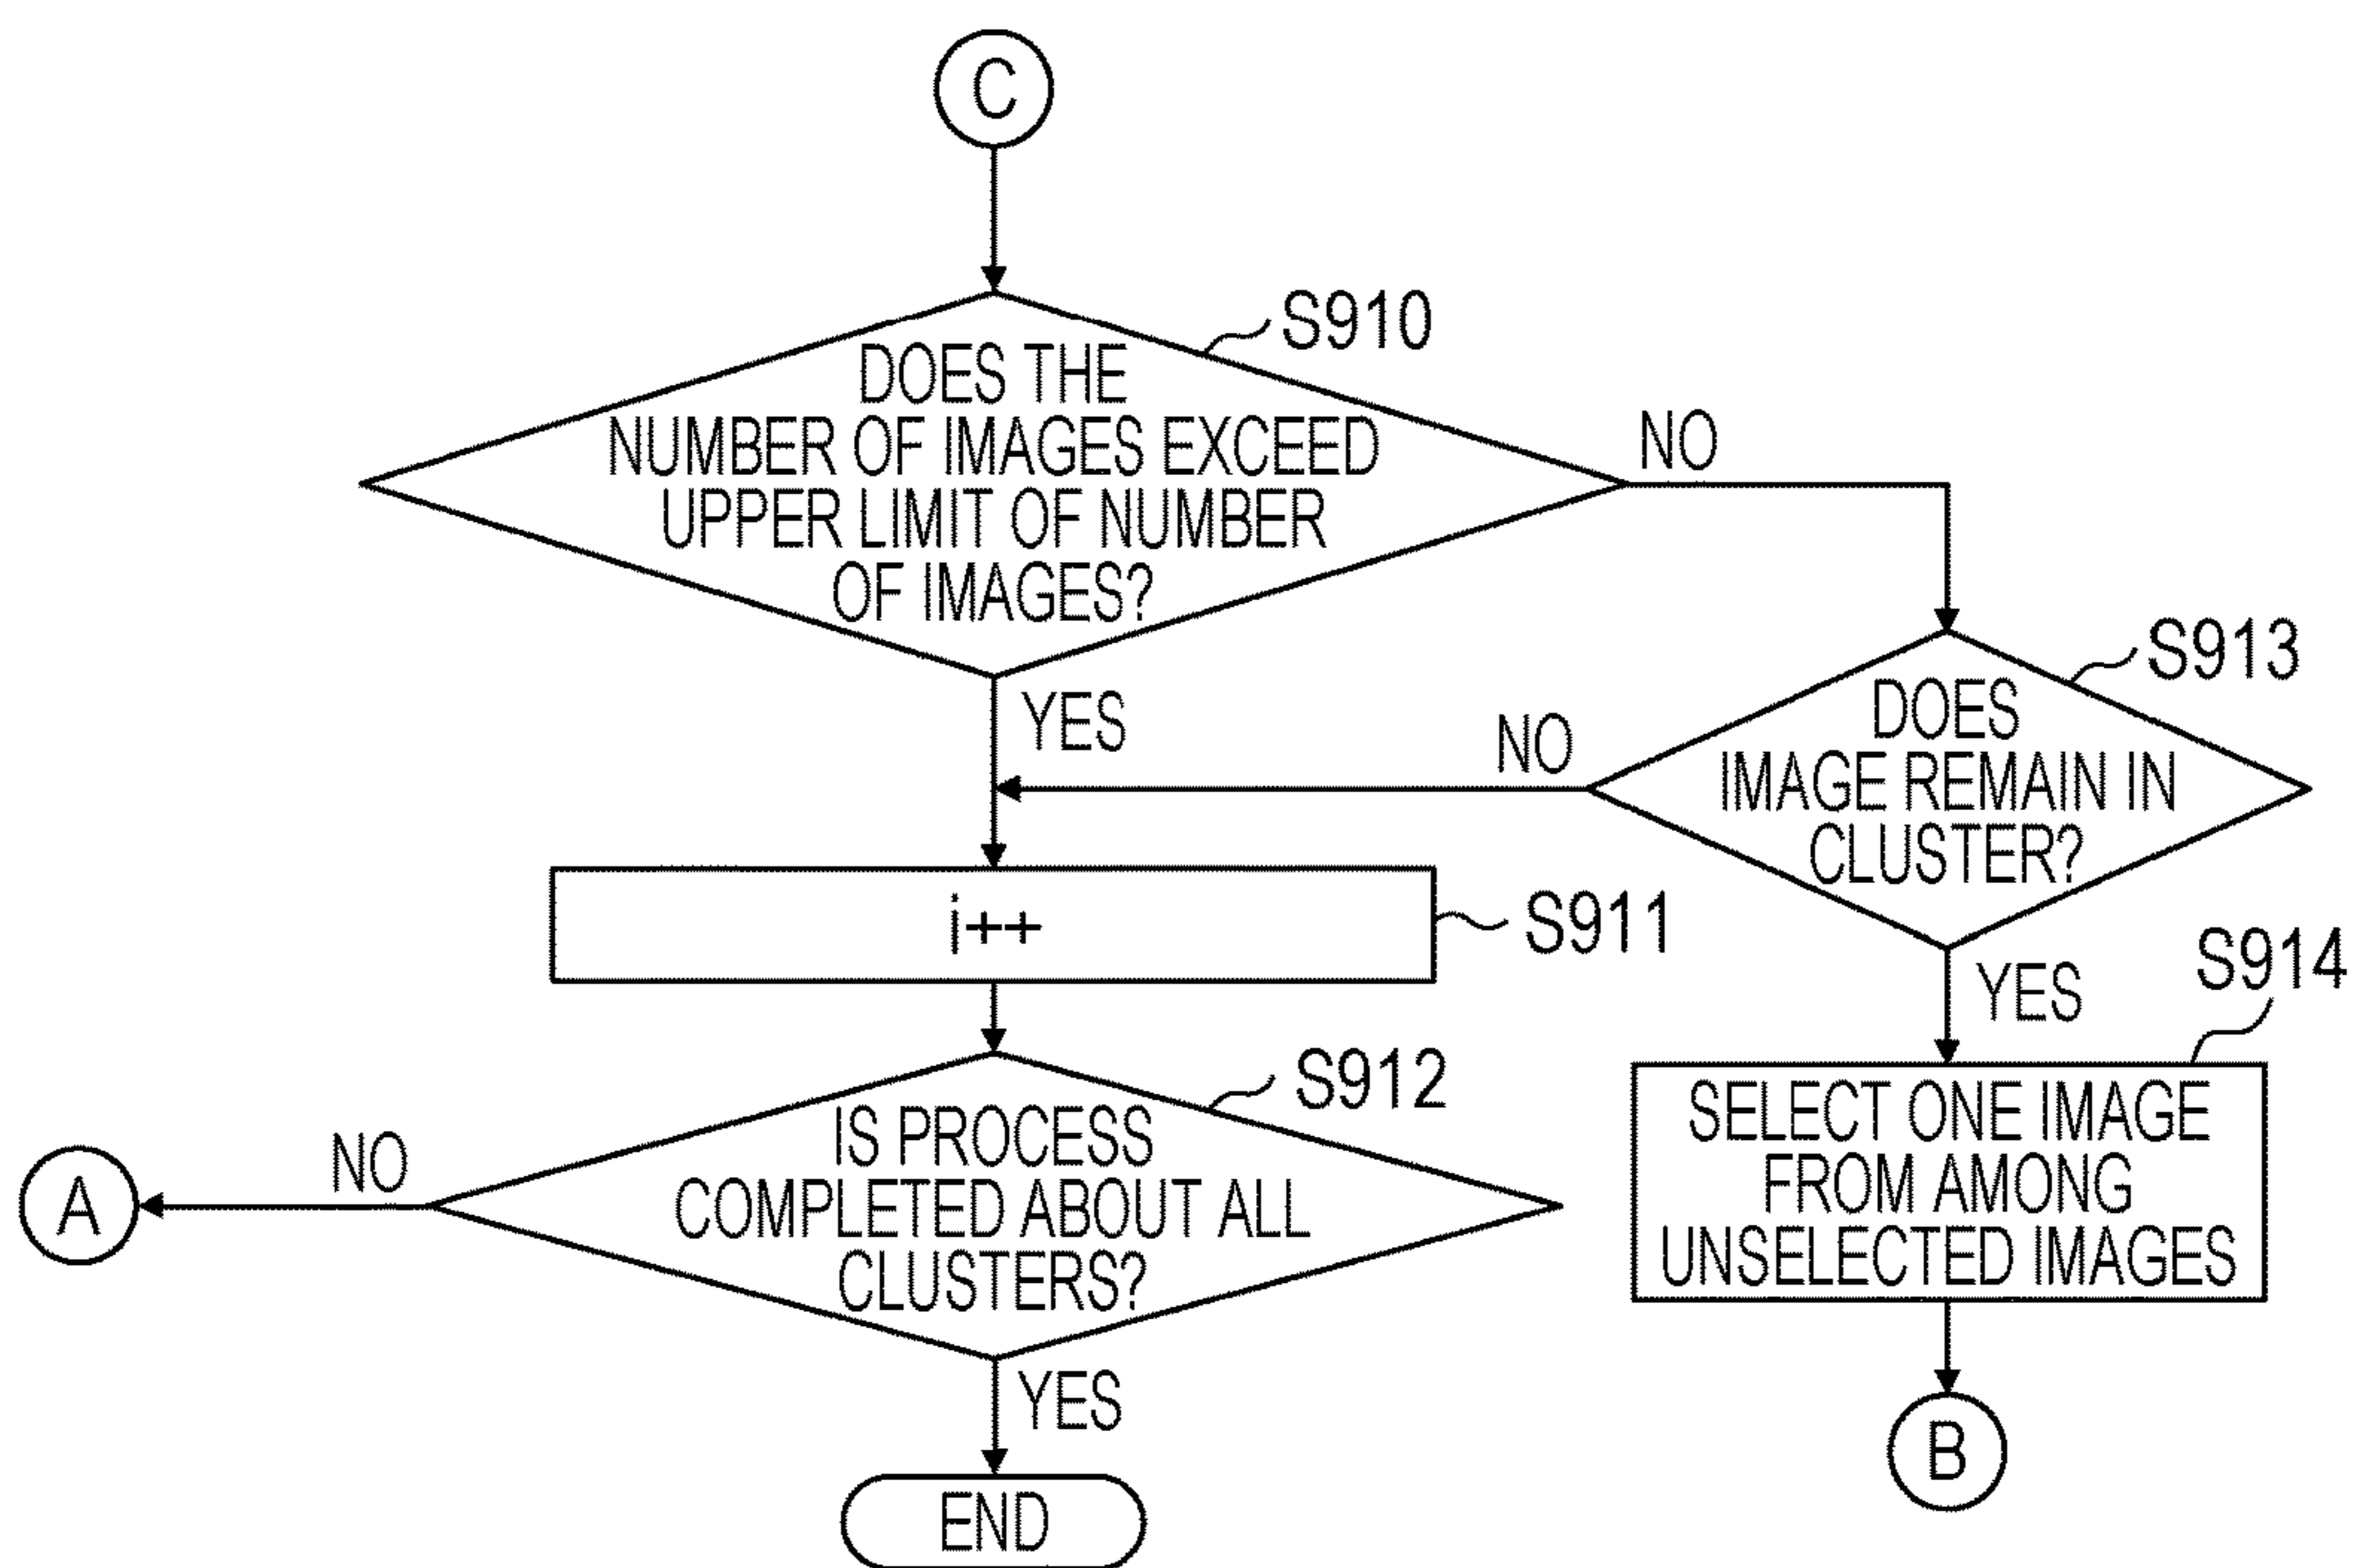 C
S910
DOES THE
NUMBER OF IMAGES EXCEED
UPPER LIMIT OF NUMBER
OF IMAGES?
NO
YES
S913
DOES
IMAGE REMAIN IN
CLUSTER?
NO
YES
i++
S911
S914
SELECT ONE IMAGE
FROM AMONG
UNSELECTED IMAGES
S912
IS PROCESS
COMPLETED ABOUT ALL
CLUSTERS?
NO
A
YES
B
END